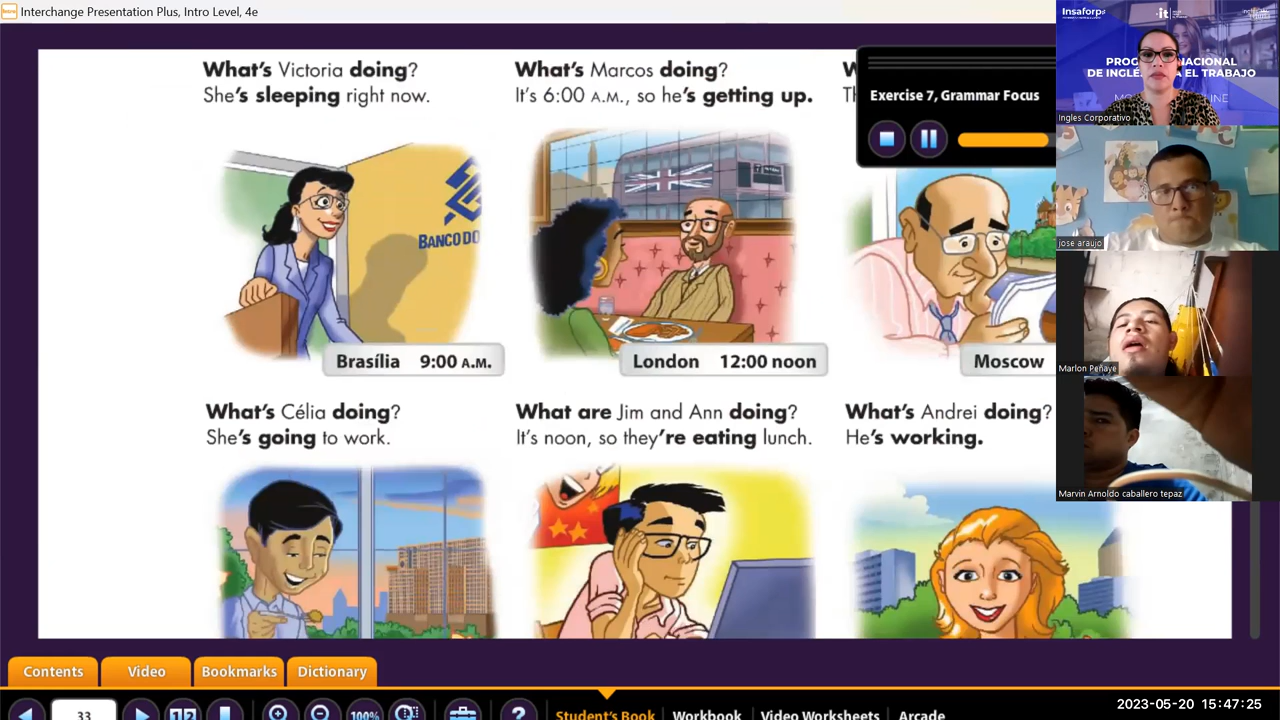 Interchange Presentation Plus, Intro Level, 4e
What's Victoria doing?
She's sleeping right now.
What's Marcos doing?
It's 6:00 A.M., so he's getting up.
Exercise 7, Grammar Focus
BANCO DO
Brasília 9:00 A.M.
London 12:00 noon
Moscow
What's Célia doing?
She's going to work.
What are Jim and Ann doing?
It's noon, so they're eating lunch.
What's Andrei doing?
He's working.
Insaforp
DE INGLÉ
A EL TRABAJO
Ingles Corporativo
jose araujo
Marlon Peñaye
Marvin Arnoldo caballero tepaz
Contents
Video
Bookmarks
Dictionary
33
100%
Student's Book
Workbook
Video Worksheets
Arcade
2023-05-20 15:47:25